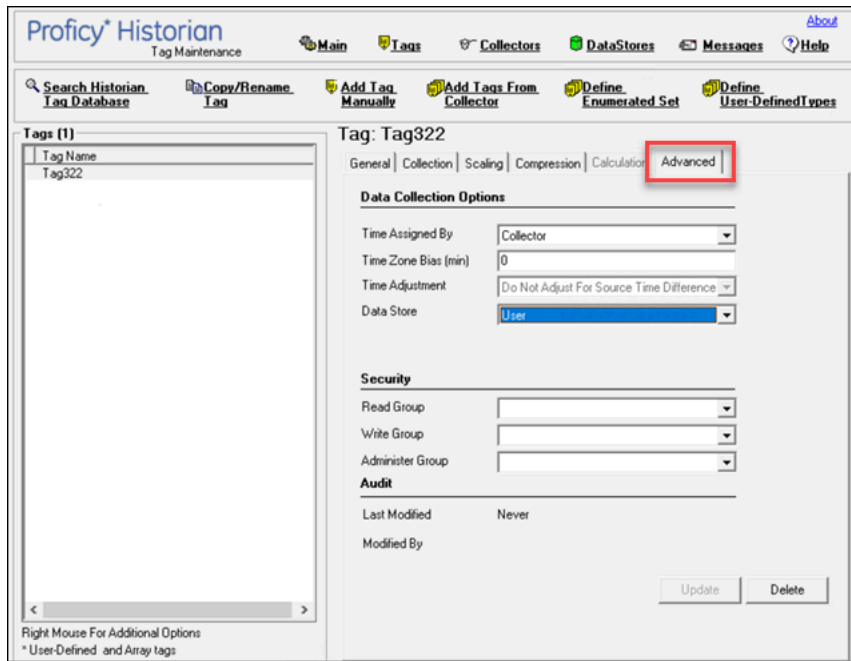 Proficy* Historian
Tag Maintenance
Main
Tags
Collectors
DataStores
Messages
About
Help
Search Historian
Tag Database
Copy/Rename
Tag
Add Tag
Manually
Add Tags From
Collector
Define
Enumerated Set
Define
User-DefinedTypes
Tags (1)
Tag Name
Tag322
Right Mouse For Additional Options
* User-Defined and Array tags
Tag: Tag322
General
Collection
Scaling
Compression
Calculation
Advanced
Data Collection Options
Time Assigned By
Collector
Time Zone Bias (min)
0
Time Adjustment
Do Not Adjust For Source Time Difference
Data Store
User
Security
Read Group
Write Group
Administer Group
Audit
Last Modified
Never
Modified By
Update
Delete